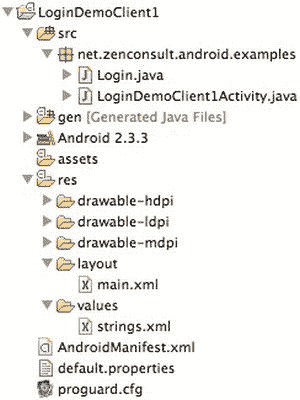 LoginDemoClient1
src
net.zenconsult.android.examples
Login.java
LoginDemoClient1Activity.java
gen [Generated Java Files]
Android 2.3.3
assets
res
drawable-hdpi
drawable-ldpi
drawable-mdpi
layout
main.xml
values
strings.xml
AndroidManifest.xml
default.properties
proguard.cfg